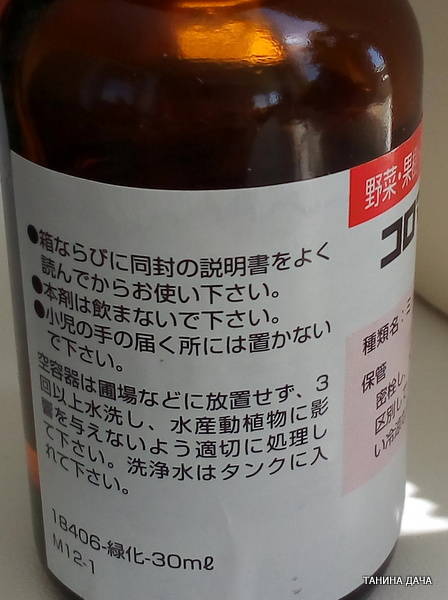 ●箱ならびに同封の説明書をよく
読んでからお使い下さい。
●本剤は飲まないで下さい。
●小児の手の届く所には置かない
で下さい。
空容器は圃場などに放置せず、3
回以上水洗し、水産動植物に影
響を与えないよう適切に処理し
て下さい。洗浄水はタンクに入
れて下さい。
18406-緑化-30mℓ
M12-1
野菜・果
コロ
種類名:ミ
保管
密栓し、
区別し
い冷
ТАНИНА ДАЧА